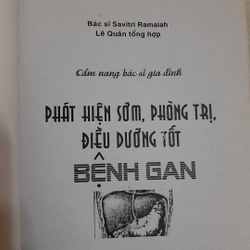 Bác sĩ Savitri Ramaiah
Lê Quân tổng hợp
Cẩm nang bác sĩ gia đình
PHÁT HIỆN SỚM, PHÒNG TRỊ,
ĐIỀU DƯỠNG TỐT
BỆNH GAN